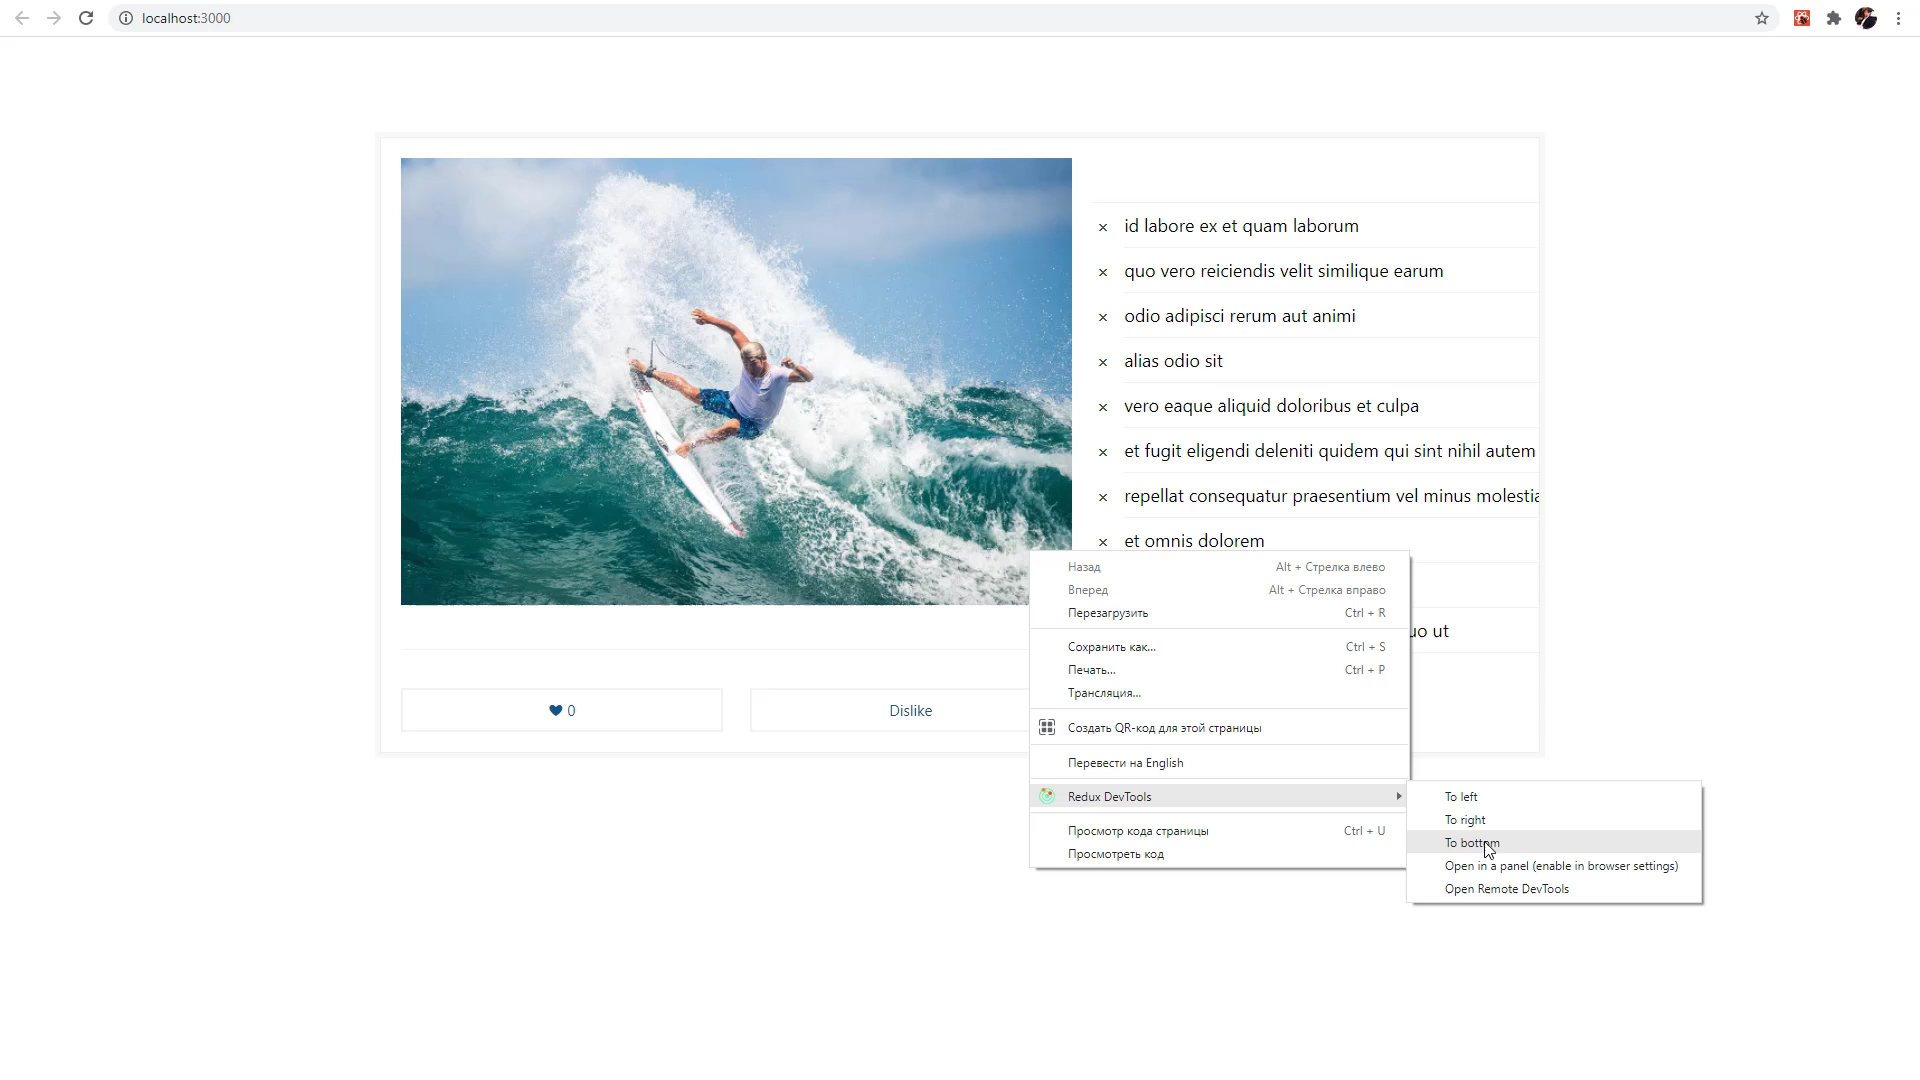 localhost:3000
× id labore ex et quam laborum
× quo vero reiciendis velit similique earum
× odio adipisci rerum aut animi
× alias odio sit
× vero eaque aliquid doloribus et culpa
× et fugit eligendi deleniti quidem qui sint nihil autem
× repellat consequatur praesentium vel minus molestia
× et omnis dolorem
uo ut
0
Dislike
Назад Alt + Стрелка влево
Вперед Alt + Стрелка вправо
Перезагрузить Ctrl + R
Сохранить как... Ctrl + S
Печать... Ctrl + P
Трансляция...
Создать QR-код для этой страницы
Перевести на English
Redux DevTools
Просмотр кода страницы Ctrl + U
Просмотреть код
To left
To right
To bottom
Open in a panel (enable in browser settings)
Open Remote DevTools